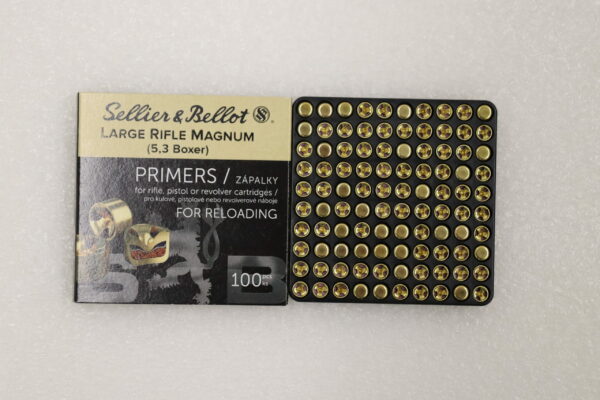 Sellier & Bellot S®
LARGE RIFLE MAGNUM
(5,3 Boxer)
PRIMERS / ZÁPALKY
for rifle, pistol or revolver cartridges /
pro kulové, pistolové nebo revolverové náboje
FOR RELOADING
100 pcs